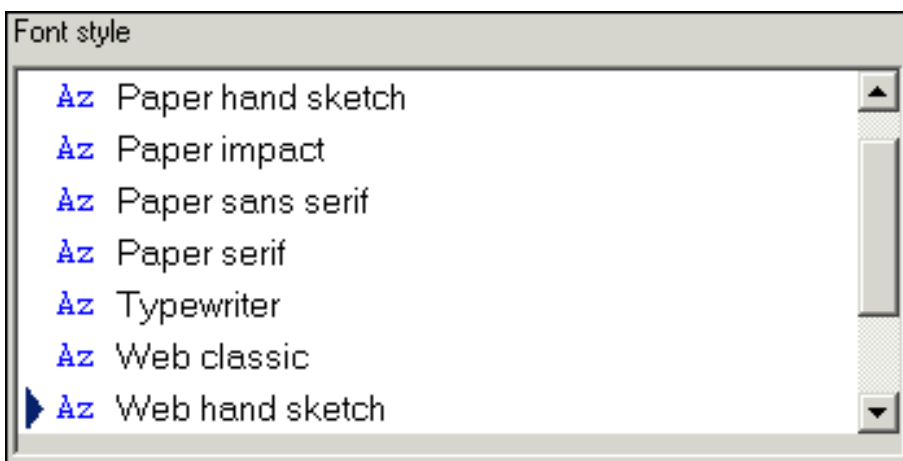 Font style
Az Paper hand sketch
Az Paper impact
Az Paper sans serif
Az Paper serif
Az Typewriter
Az Web classic
Az Web hand sketch